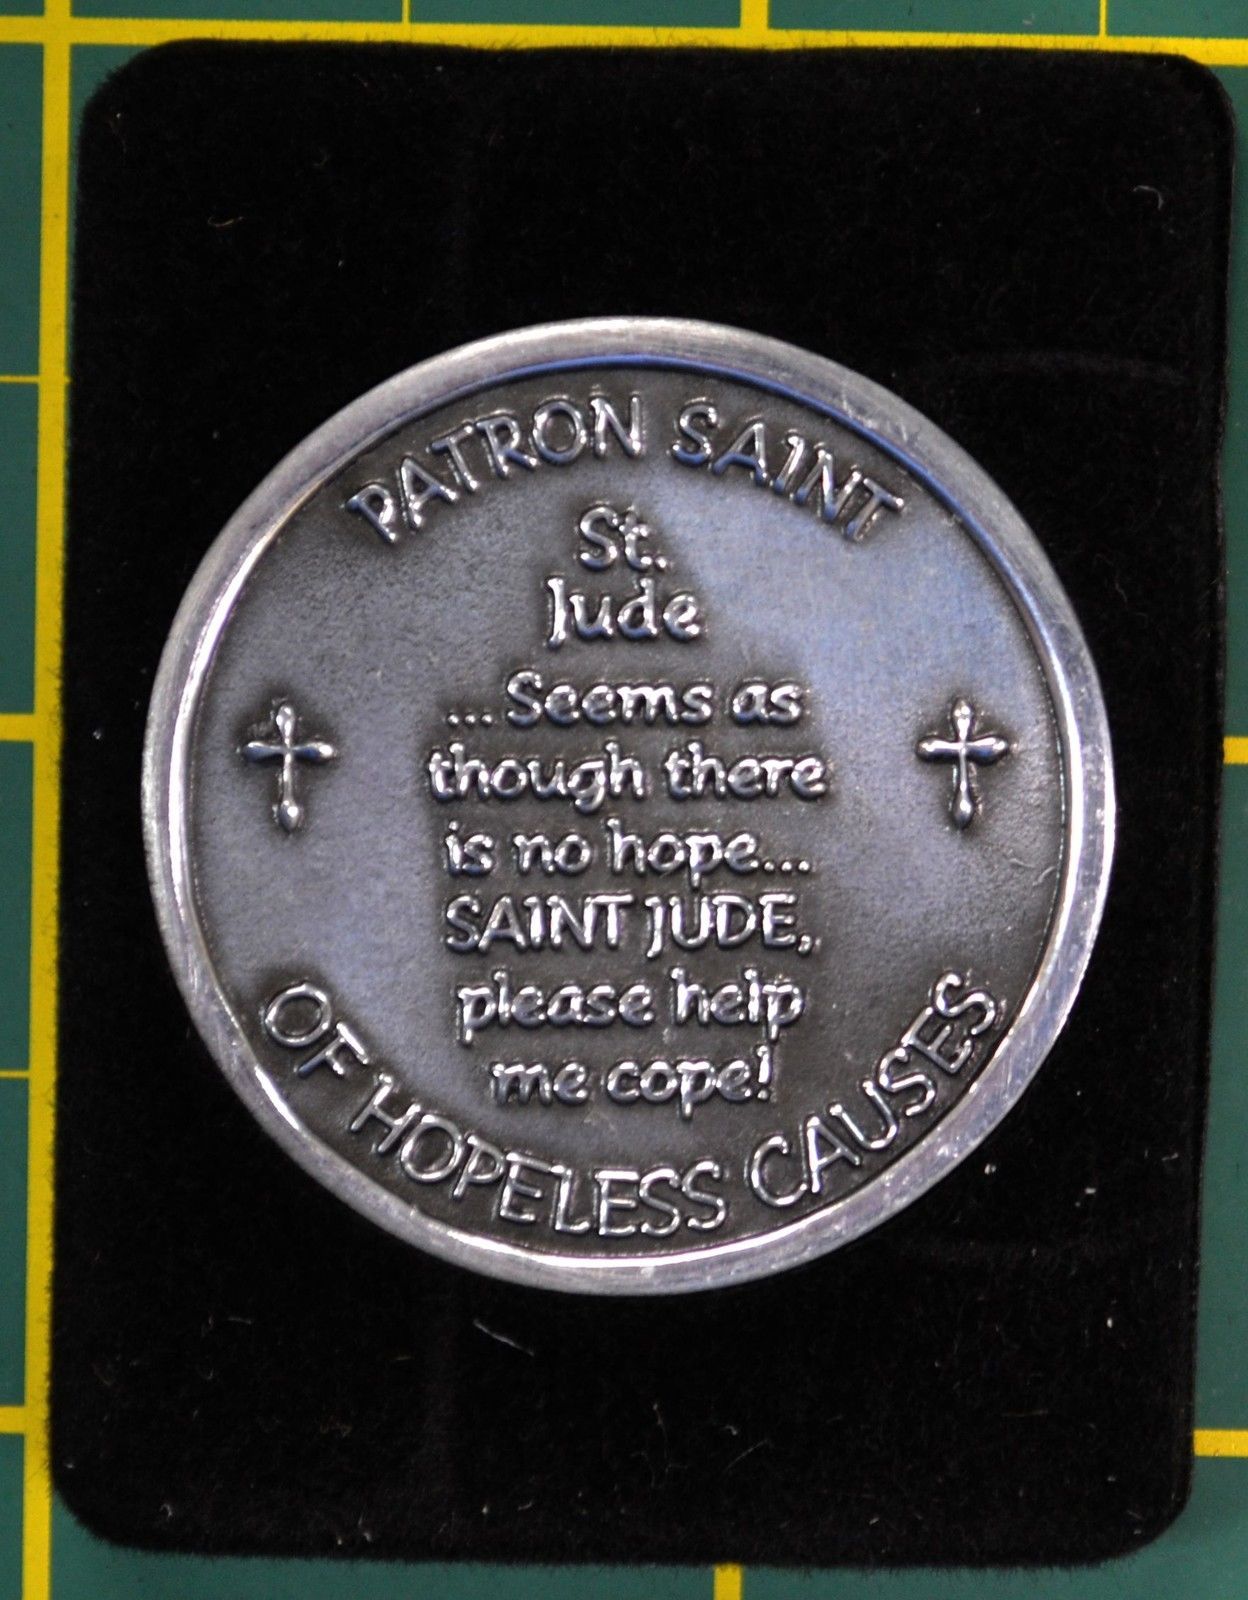 PATRON SAINT
St.
Jude
... Seems as
though there
is no hope...
SAINT JUDE,
please help
me cope!
OF HOPELESS CAUSES